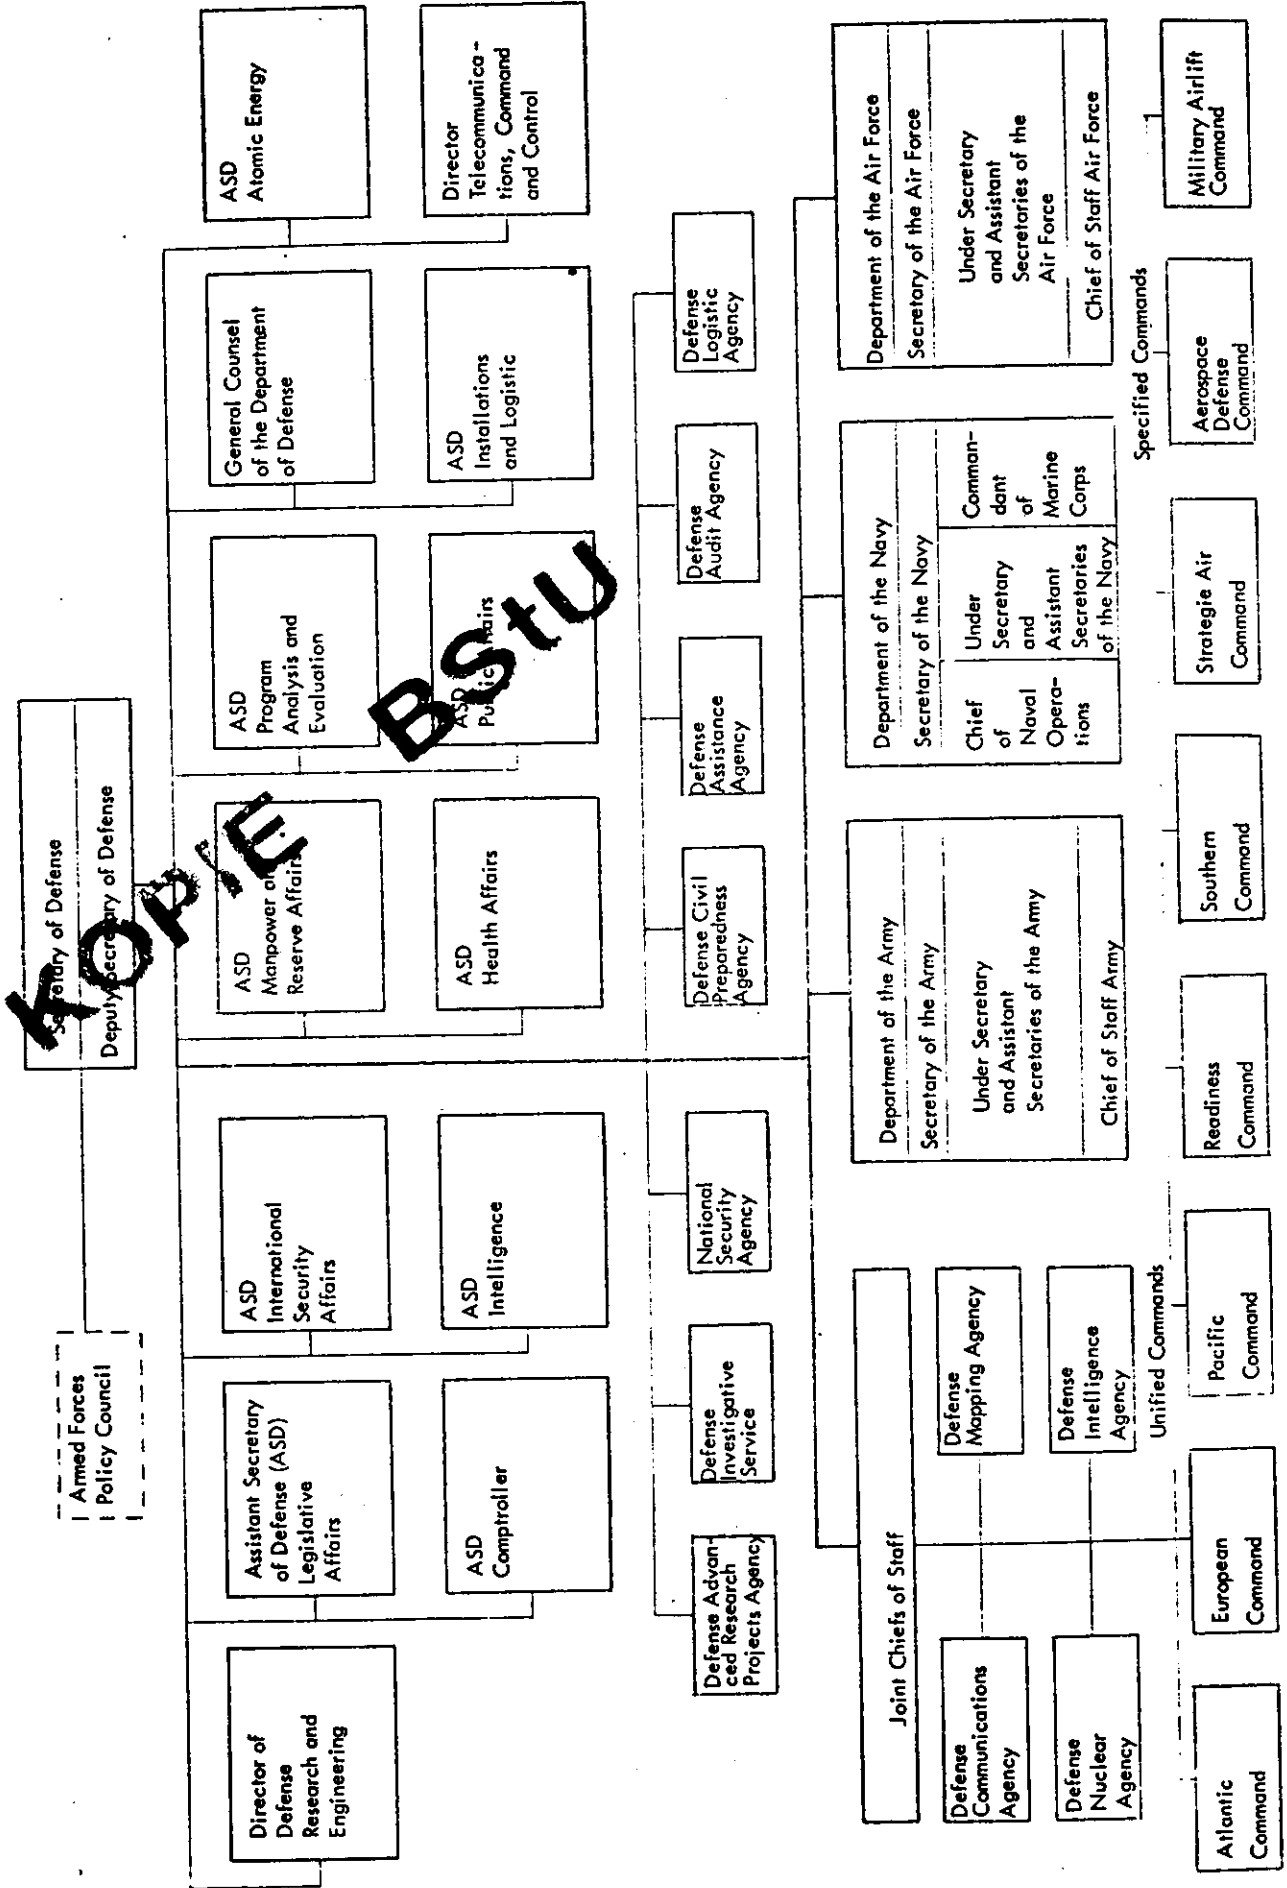 Secretary of Defense
Deputy Secretary of Defense
Armed Forces
Policy Council
KOPIE BStU
Director of
Defense
Research and
Engineering
Assistant Secretary
of Defense (ASD)
Legislative
Affairs
ASD
International
Security
Affairs
ASD
Manpower
Reserve Affairs
ASD
Program
Analysis and
Evaluation
General Counsel
of the Department
of Defense
ASD
Atomic Energy
ASD
Comptroller
ASD
Intelligence
ASD
Health Affairs
ASD
Public Affairs
ASD
Installations
and Logistic
Director
Telecommunica-
tions, Command
and Control
Defense Advan-
ced Research
Projects Agency
Defense
Investigative
Service
National
Security
Agency
Defense Civil
Preparedness
Agency
Defense
Assistance
Agency
Defense
Audit Agency
Defense
Logistic
Agency
Joint Chiefs of Staff
Defense
Communications
Agency
Defense
Mapping Agency
Defense
Nuclear
Agency
Defense
Intelligence
Agency
Department of the Army
Secretary of the Army
Under Secretary
and Assistant
Secretaries of the Army
Chief of Staff Army
Department of the Navy
Secretary of the Navy
Chief
of
Naval
Opera-
tions
Under
Secretary
and
Assistant
Secretaries
of the Navy
Comman-
dant
of
Marine
Corps
Department of the Air Force
Secretary of the Air Force
Under Secretary
and Assistant
Secretaries of the
Air Force
Chief of Staff Air Force
Unified Commands
Specified Commands
Atlantic
Command
European
Command
Pacific
Command
Readiness
Command
Southern
Command
Strategie Air
Command
Aerospace
Defense
Command
Military Airlift
Command